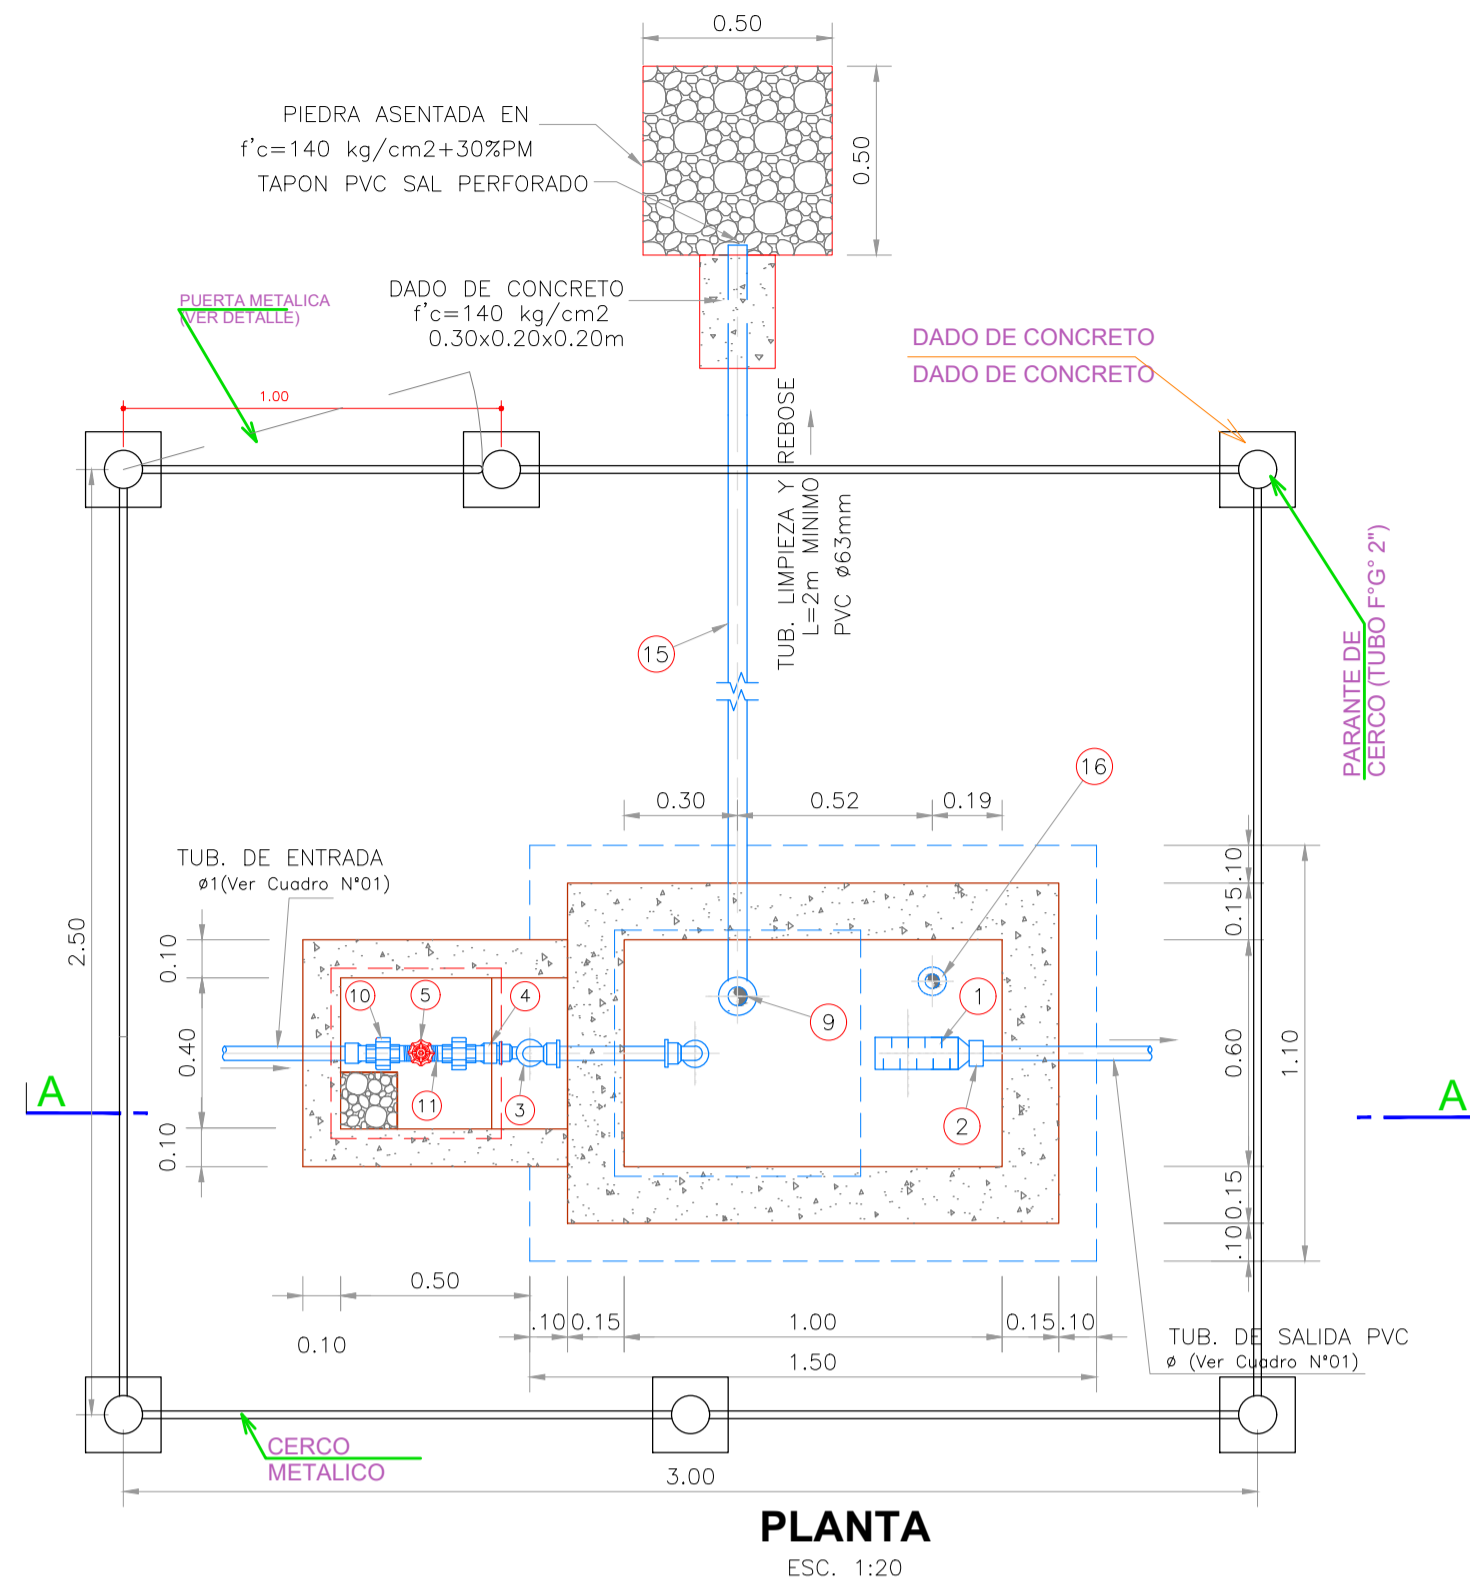 0.50
PIEDRA ASENTADA EN
f'c=140 kg/cm2+30%PM
TAPON PVC SAL PERFORADO
0.50
DADO DE CONCRETO
f'c=140 kg/cm2
0.30x0.20x0.20m
PUERTA METALICA
(VER DETALLE)
1.00
DADO DE CONCRETO
DADO DE CONCRETO
TUB. LIMPIEZA Y REBOSE
L=2m MINIMO
PVC ø63mm
PARANTE DE
CERCO (TUBO F°G° 2")
15
16
0.30
0.52
0.19
TUB. DE ENTRADA
ø1(Ver Cuadro N°01)
2.50
0.10
0.40
0.10
10
5
4
11
3
9
1
2
.10
0.15
0.60
0.15
.10
1.10
A
A
0.50
0.10
.10
0.15
1.00
0.15
.10
1.50
TUB. DE SALIDA PVC
ø (Ver Cuadro N°01)
CERCO
METALICO
3.00
PLANTA
ESC. 1:20